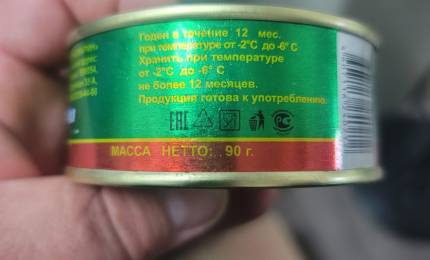 Годен в течение 12 мес.
при температуре от -2°С до -6° С
Хранить при температуре
от -2°С до -6° С
не более 12 месяцев.
Продукция готова к употреблению.
ЕАС
МАССА НЕТТО: 90 г.